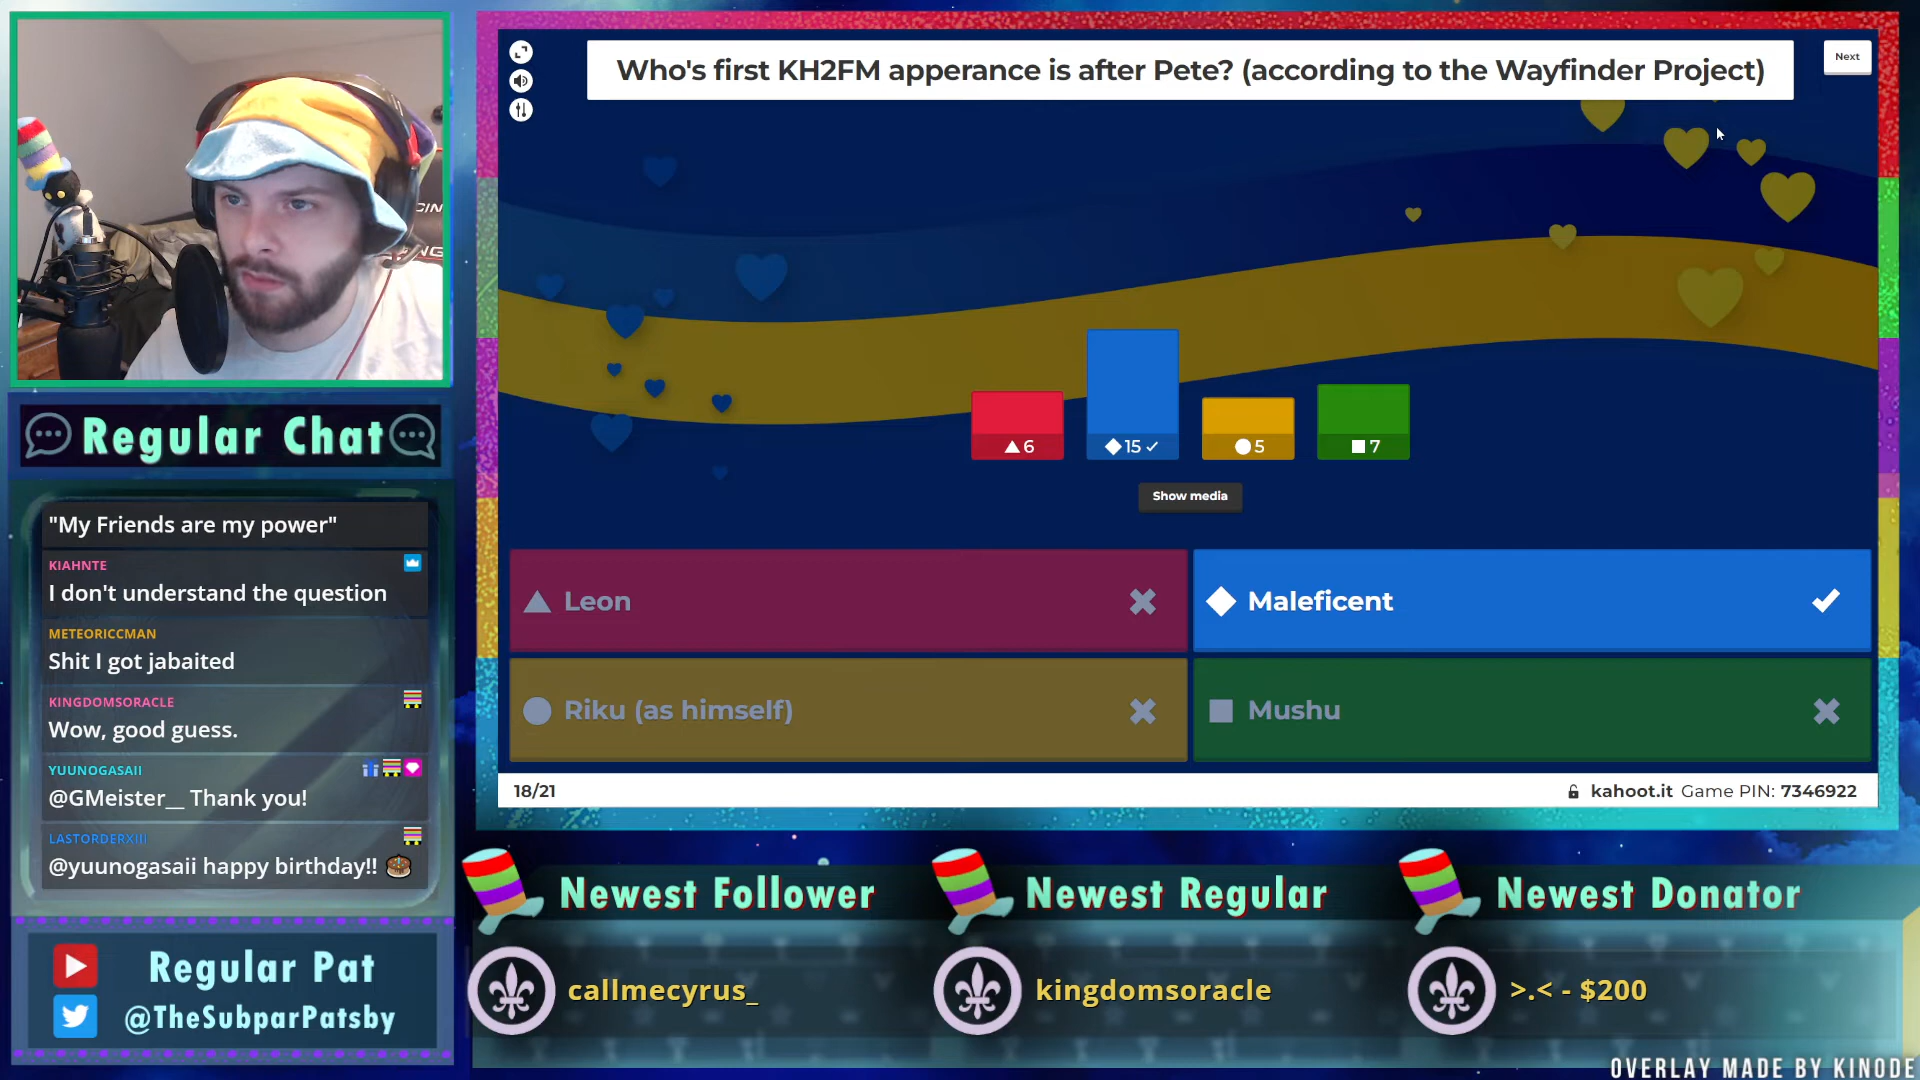 Who's first KH2FM apperance is after Pete? (according to the Wayfinder Project)
Next
6
15
5
7
Show media
Leon
Maleficent
Riku (as himself)
Mushu
18/21
kahoot.it Game PIN: 7346922
Regular Chat
"My Friends are my power"
KIAHNTE
I don't understand the question
METEORICCMAN
Shit I got jabaited
KINGDOMSORACLE
Wow, good guess.
YUUNOGASAII
@GMeister__ Thank you!
LASTORDERXIII
@yuunogasaii happy birthday!!
Regular Pat
@TheSubparPatsby
Newest Follower
callmecyrus_
Newest Regular
kingdomsoracle
Newest Donator
>.< - $200
OVERLAY MADE BY KINODE